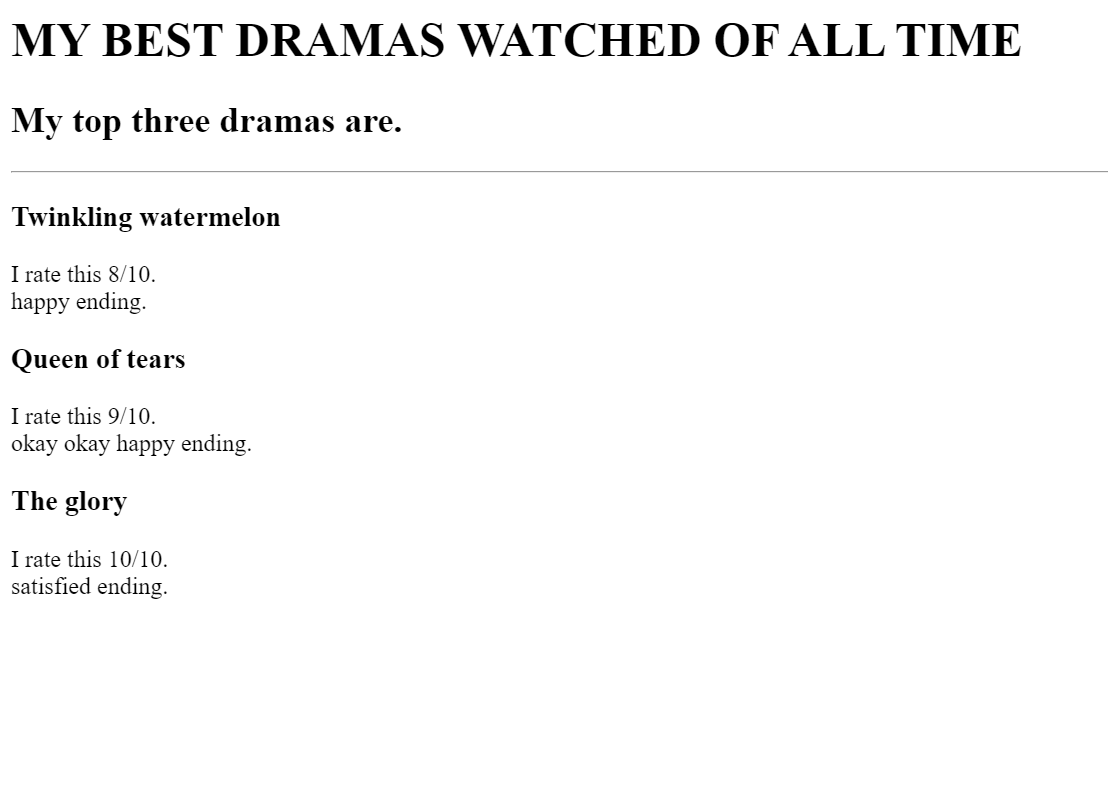 MY BEST DRAMAS WATCHED OF ALL TIME
My top three dramas are.
Twinkling watermelon
I rate this 8/10.
happy ending.
Queen of tears
I rate this 9/10.
okay okay happy ending.
The glory
I rate this 10/10.
satisfied ending.